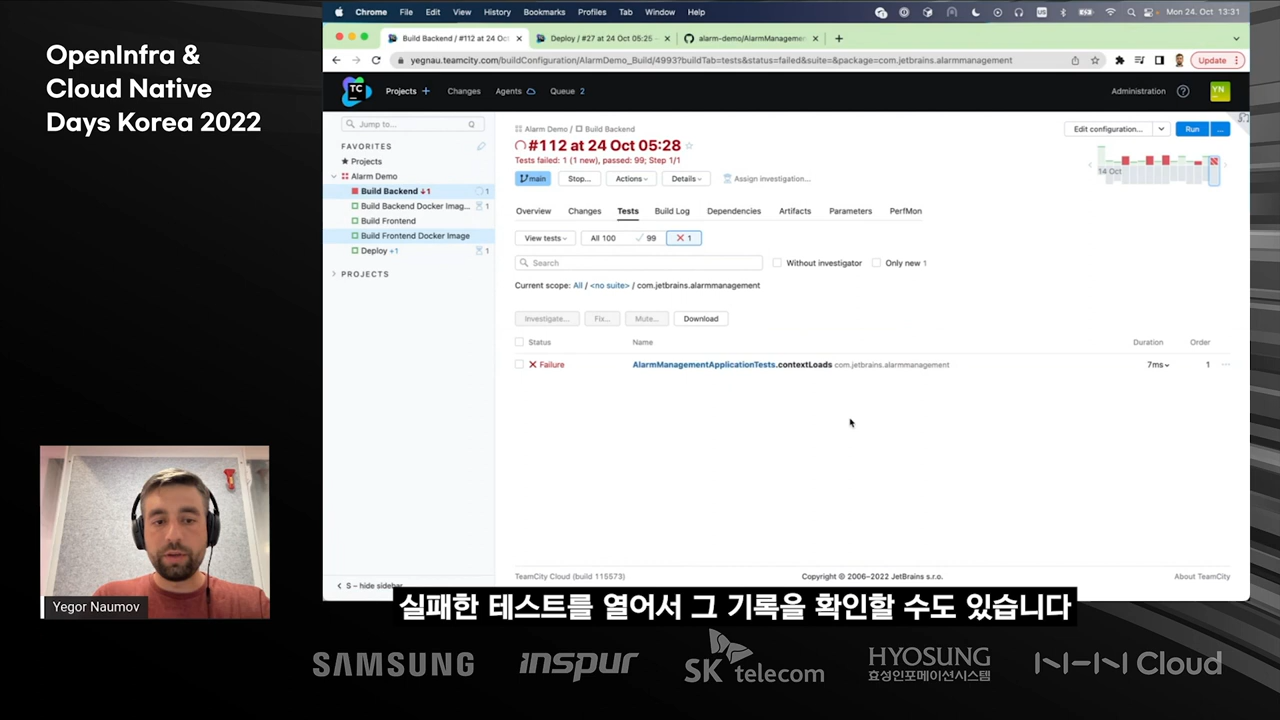 OpenInfra &
Cloud Native
Days Korea 2022
Chrome File Edit View History Bookmarks Profiles Tab Window Help
Mon 24. Oct 13:31
Build Backend / #112 at 24 Oct
Deploy / #27 at 24 Oct 05:25 –
alarm-demo/AlarmManageme
yegnau.teamcity.com/buildConfiguration/AlarmDemo_Build/4993?buildTab=tests&status=failed&suite=&package=com.jetbrains.alarmmanagement
Update
TC
Projects
Changes
Agents
Queue 2
Administration
YN
Jump to...
Q
FAVORITES
Projects
Alarm Demo
Build Backend ↓1
1
Build Backend Docker Imag...
1
Build Frontend
Build Frontend Docker Image
Deploy +1
1
PROJECTS
S – hide sidebar
Alarm Demo / Build Backend
#112 at 24 Oct 05:28
Tests failed: 1 (1 new), passed: 99; Step 1/1
main
Stop...
Actions
Details
Assign investigation...
Edit configuration...
Run
...
14 Oct
Overview Changes Tests Build Log Dependencies Artifacts Parameters PerfMon
View tests
All 100
99
1
Search
Without investigator
Only new 1
Current scope: All / <no suite> / com.jetbrains.alarmmanagement
Investigate...
Fix...
Mute...
Download
Status Name Duration Order
Failure AlarmManagementApplicationTests.contextLoads com.jetbrains.alarmmanagement 7ms 1
TeamCity Cloud (build 115573)
Copyright © 2006–2022 JetBrains s.r.o.
About TeamCity
Yegor Naumov
실패한 테스트를 열어서 그 기록을 확인할 수도 있습니다
SAMSUNG
inspur
SK telecom
HYOSUNG
효성인포메이션시스템
NHN Cloud